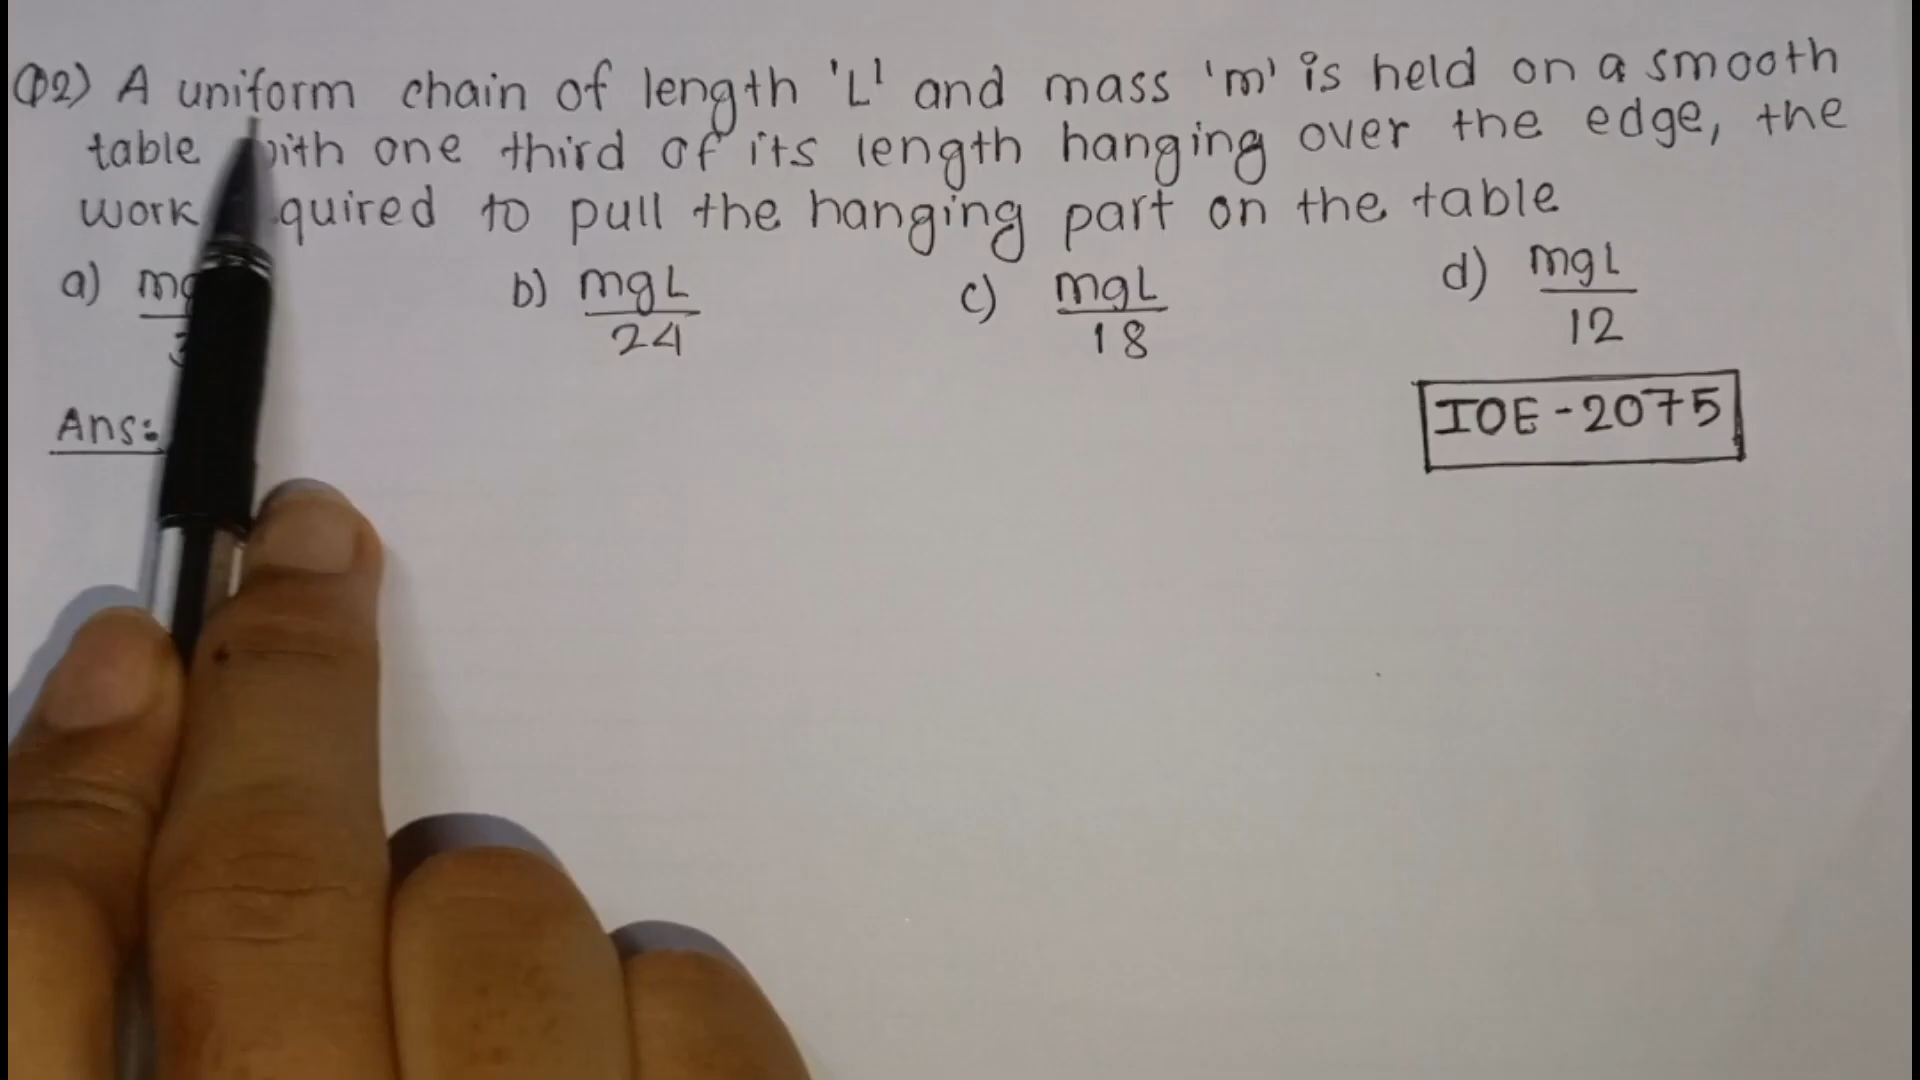 Q2) A uniform chain of length 'L' and mass 'm' is held on a smooth
table with one third of its length hanging over the edge, the
work quired to pull the hanging part on the table
a) mg b) mgL/24 c) mgL/18 d) mgL/12
Ans:
IOE-2075